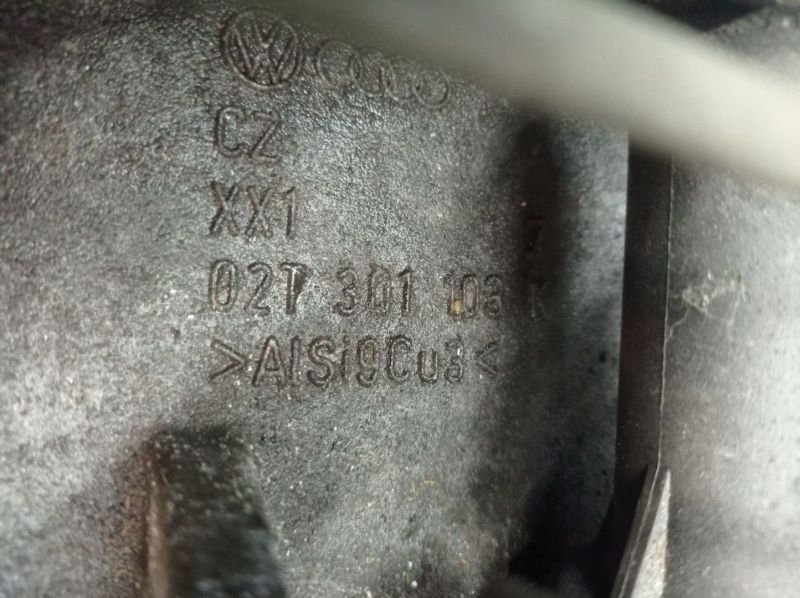 CZ
XX1
02T 301 103 K
>AlSi9Cu3<